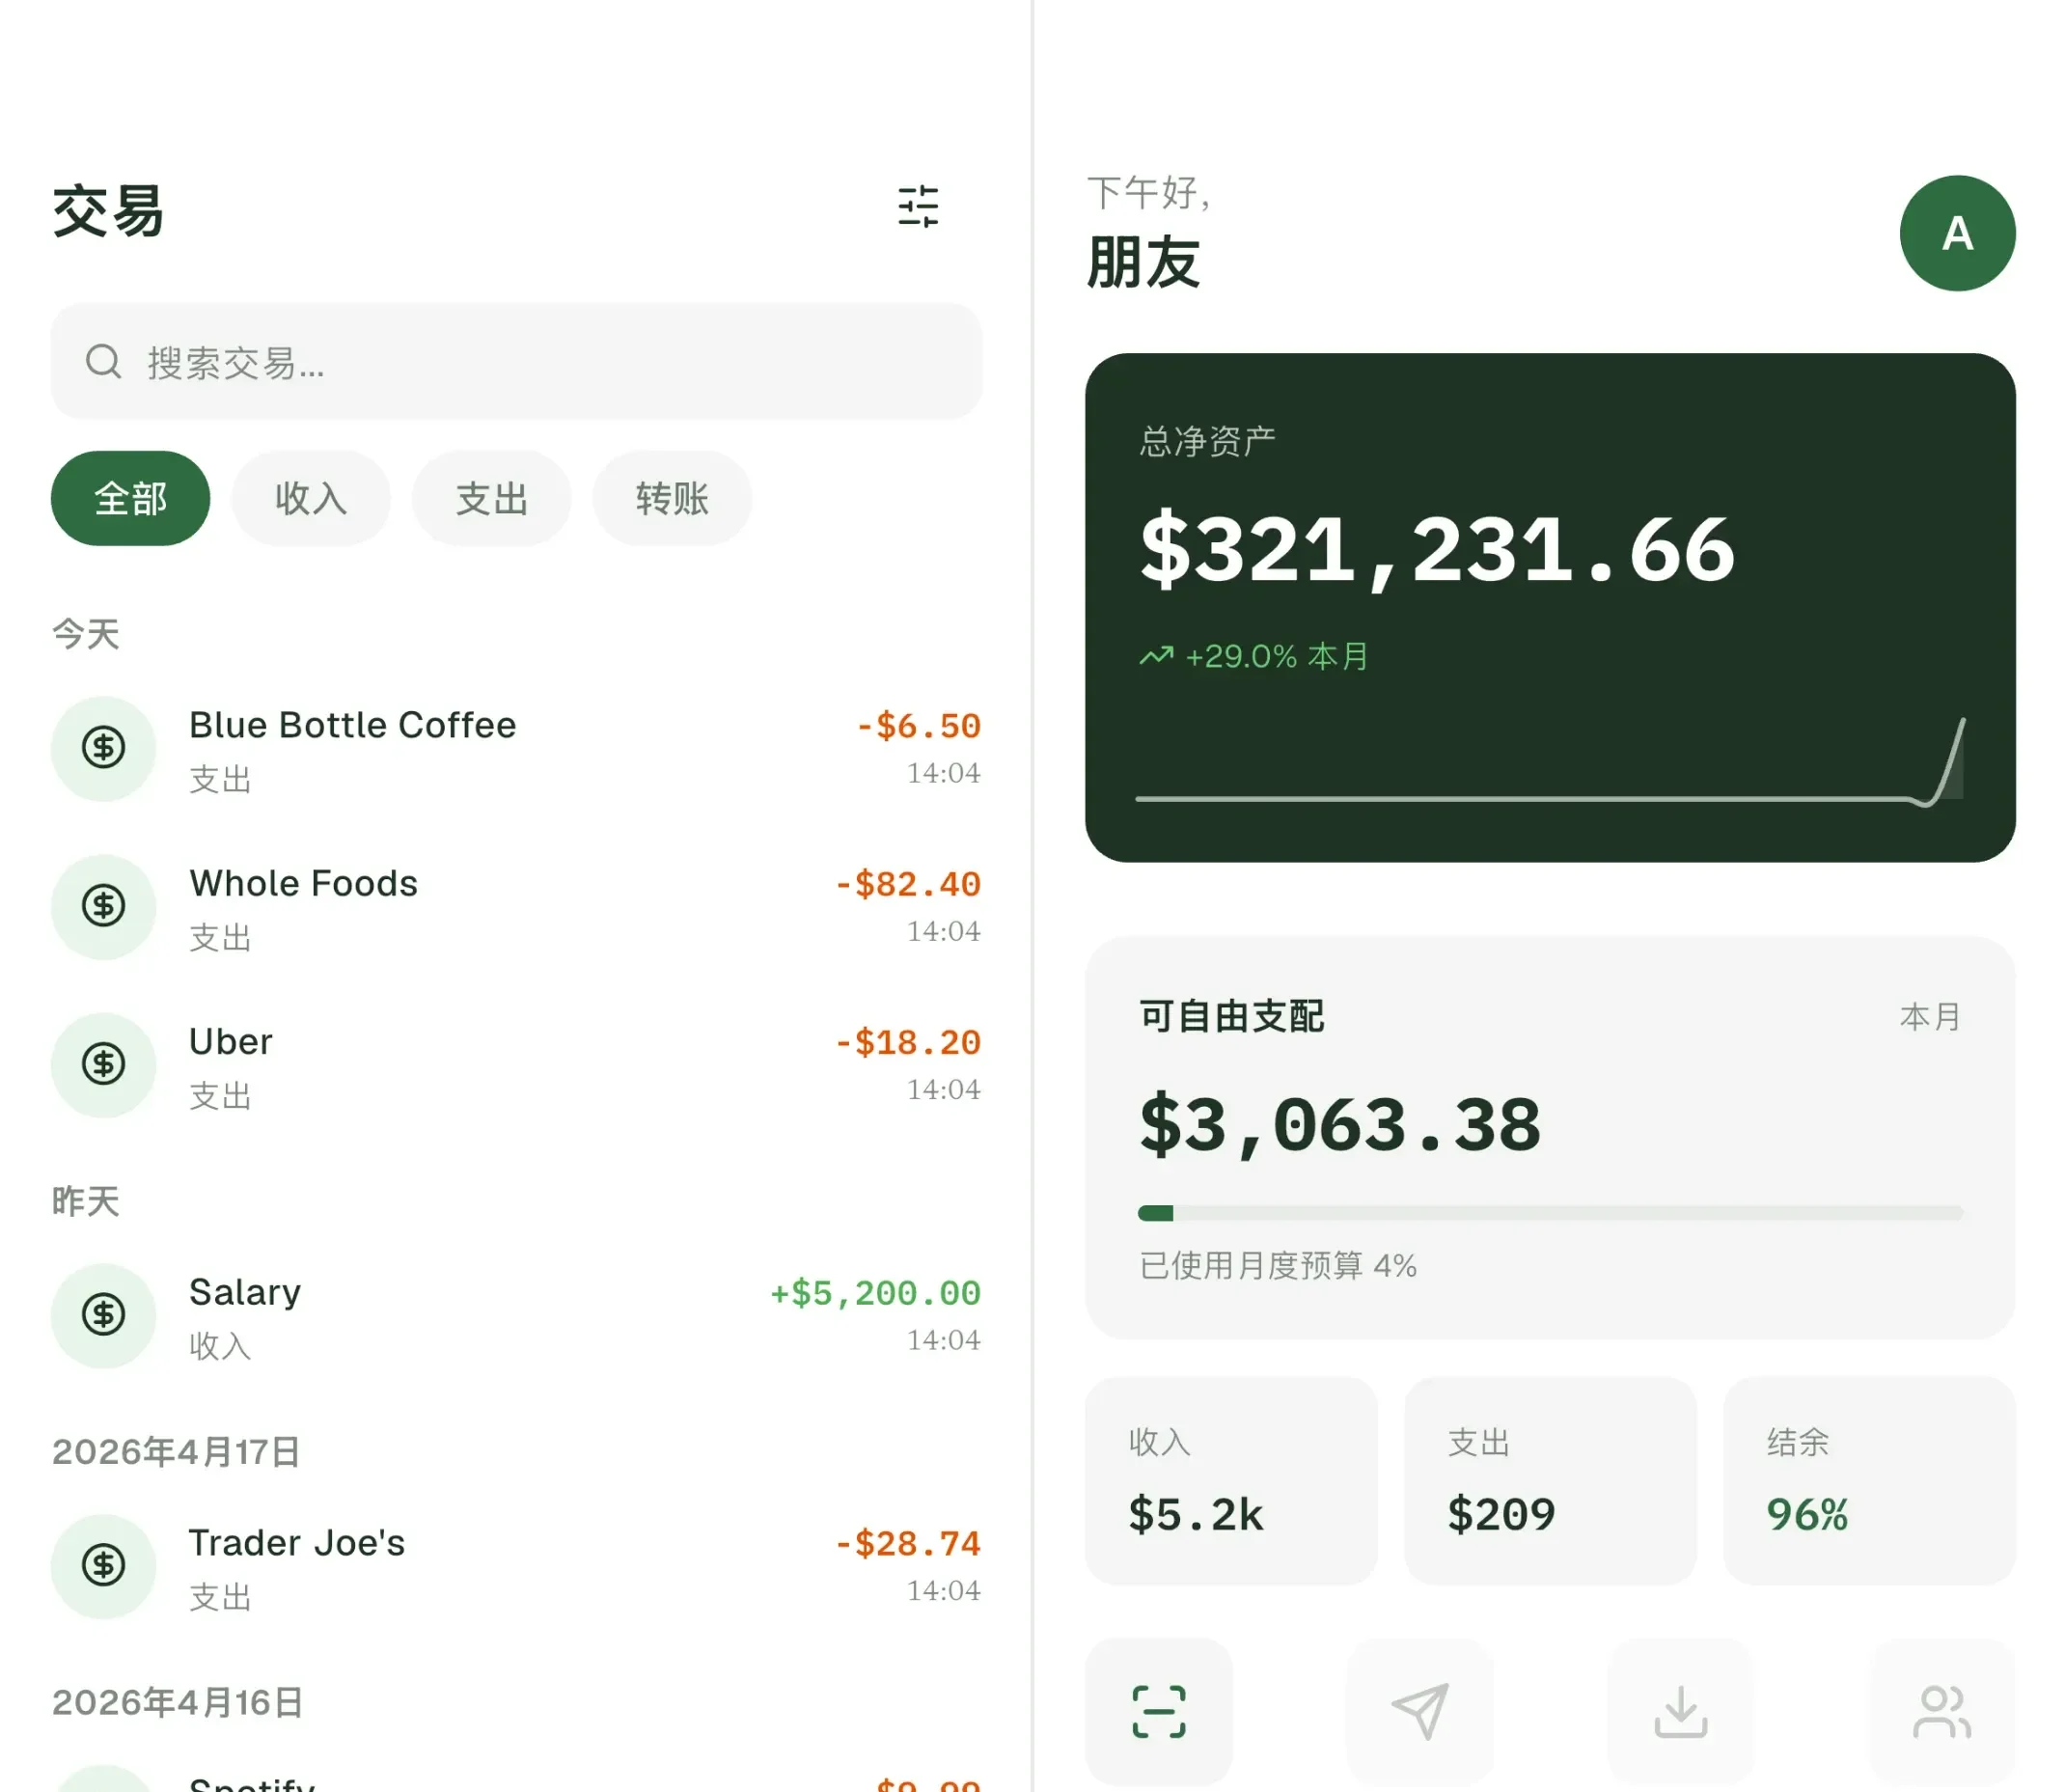 交易
搜索交易...
全部
收入
支出
转账
今天
Blue Bottle Coffee
-$6.50
支出
14:04
Whole Foods
-$82.40
支出
14:04
Uber
-$18.20
支出
14:04
昨天
Salary
+$5,200.00
收入
14:04
2026年4月17日
Trader Joe's
-$28.74
支出
14:04
2026年4月16日
Spotify
-$9.99
下午好,
朋友
A
总净资产
$321,231.66
+29.0% 本月
可自由支配
本月
$3,063.38
已使用月度预算 4%
收入
$5.2k
支出
$209
结余
96%